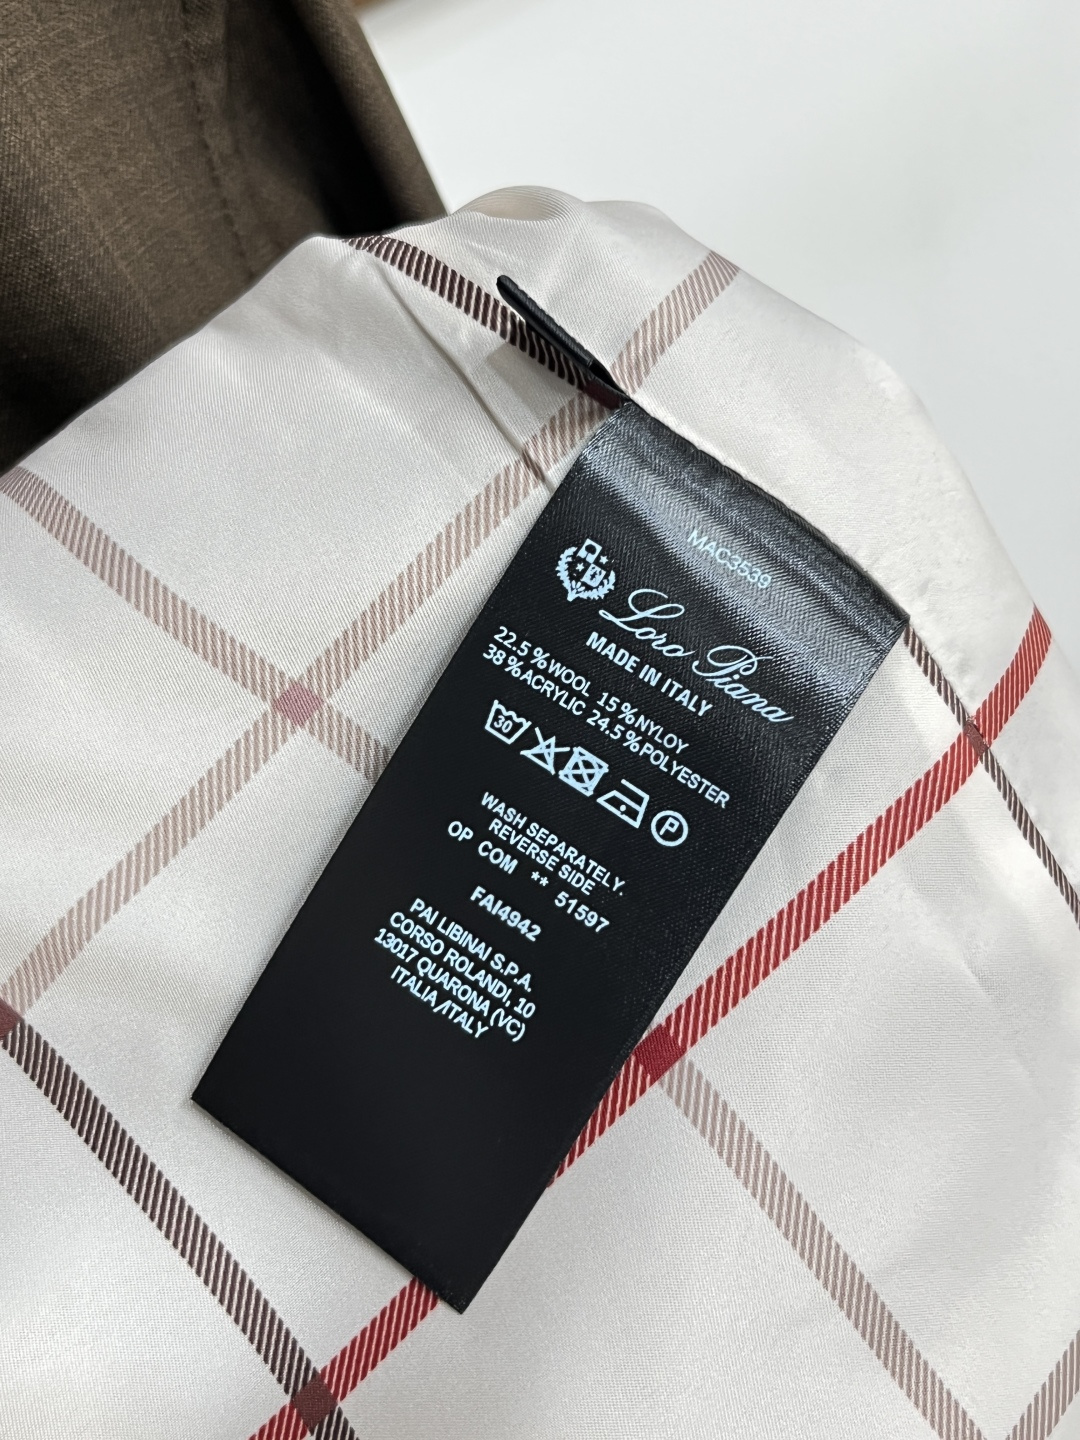 MAC3539
Loro Piana
MADE IN ITALY
22.5%WOOL 15%NYLOY
38%ACRYLIC 24.5%POLYESTER
30 P
WASH SEPARATELY.
REVERSE SIDE
OP COM ** 51597
FAI4942
PAI LIBINAI S.P.A.
CORSO ROLANDI, 10
13017 QUARONA (VC)
ITALIA/ITALY